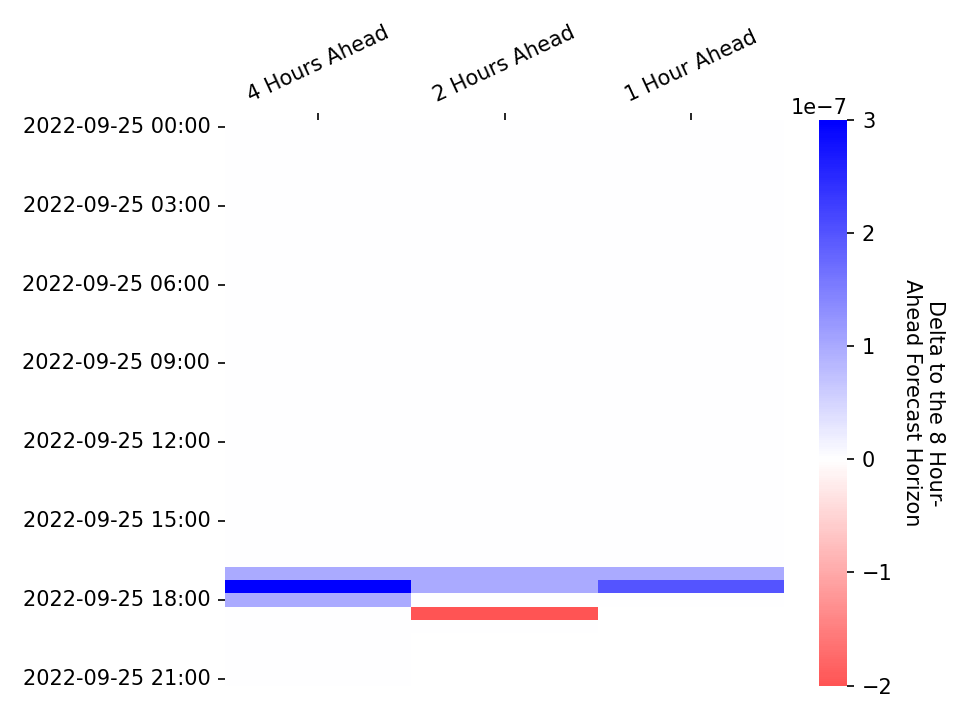 4 Hours Ahead
2 Hours Ahead
1 Hour Ahead
1e−7
2022-09-25 00:00
2022-09-25 03:00
2022-09-25 06:00
2022-09-25 09:00
2022-09-25 12:00
2022-09-25 15:00
2022-09-25 18:00
2022-09-25 21:00
3
2
1
0
−1
−2
Delta to the 8 Hour-
Ahead Forecast Horizon